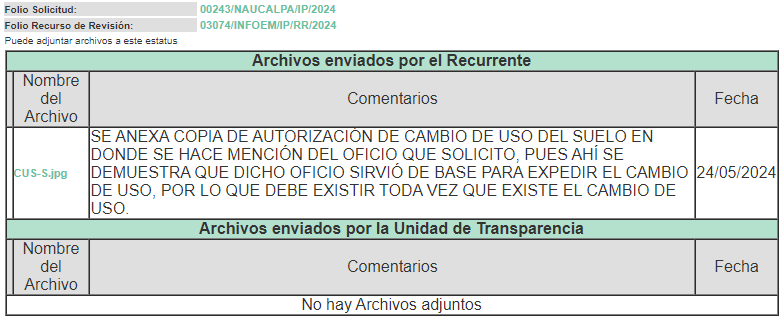 Folio Solicitud: 00243/NAUCALPA/IP/2024
Folio Recurso de Revisión: 03074/INFOEM/IP/RR/2024
Puede adjuntar archivos a este estatus
Archivos enviados por el Recurrente
Nombre del Archivo Comentarios Fecha
CUS-S.jpg
SE ANEXA COPIA DE AUTORIZACIÓN DE CAMBIO DE USO DEL SUELO EN
DONDE SE HACE MENCIÓN DEL OFICIO QUE SOLICITO, PUES AHÍ SE
DEMUESTRA QUE DICHO OFICIO SIRVIÓ DE BASE PARA EXPEDIR EL CAMBIO
DE USO, POR LO QUE DEBE EXISTIR TODA VEZ QUE EXISTE EL CAMBIO DE
USO.
24/05/2024
Archivos enviados por la Unidad de Transparencia
Nombre del Archivo Comentarios Fecha
No hay Archivos adjuntos